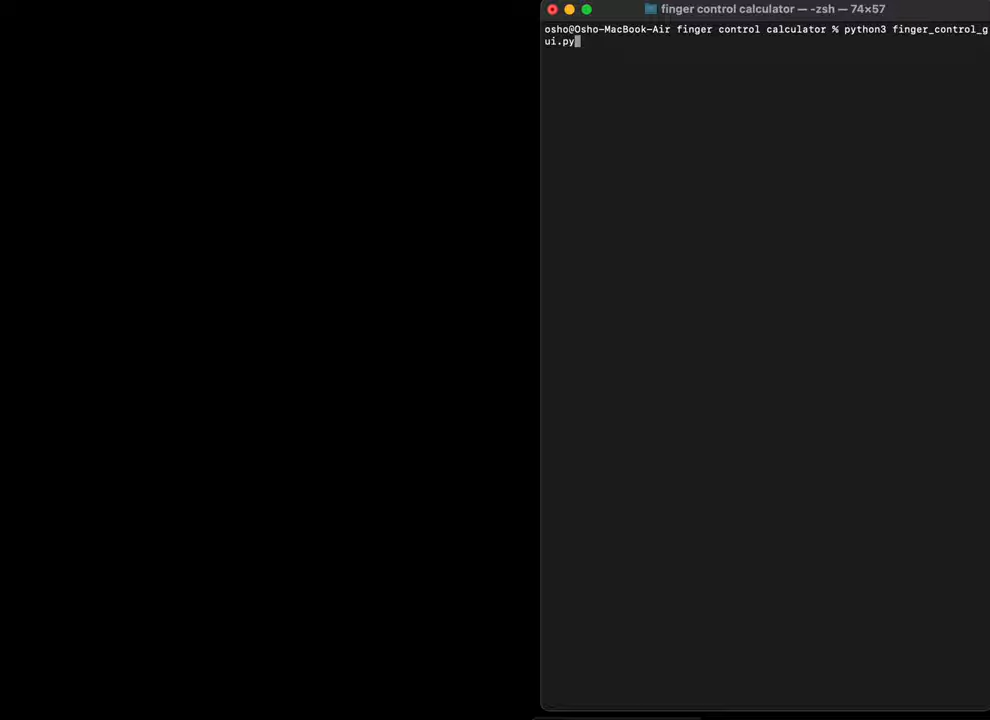 finger control calculator — -zsh — 74×57
osho@Osho-MacBook-Air finger control calculator % python3 finger_control_g
ui.py